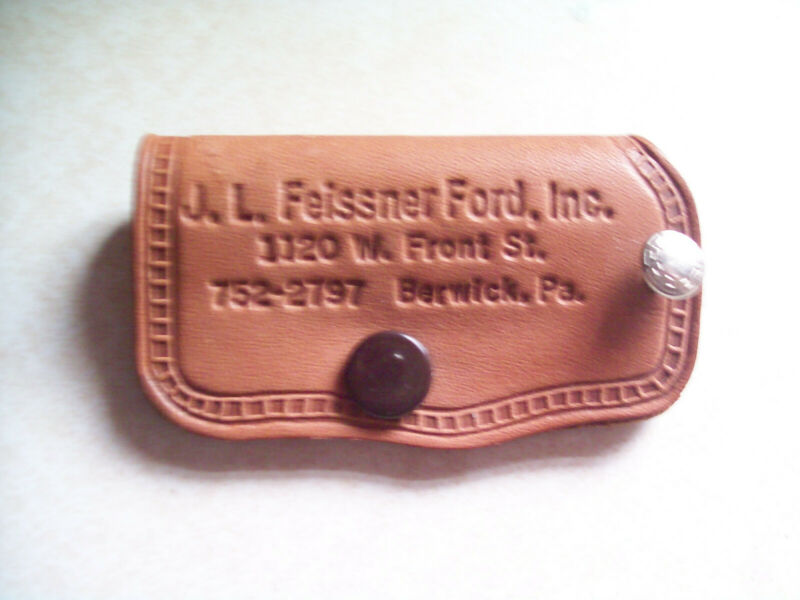 J. L. Feissner Ford, Inc.
1120 W. Front St.
752-2797 Berwick, Pa.